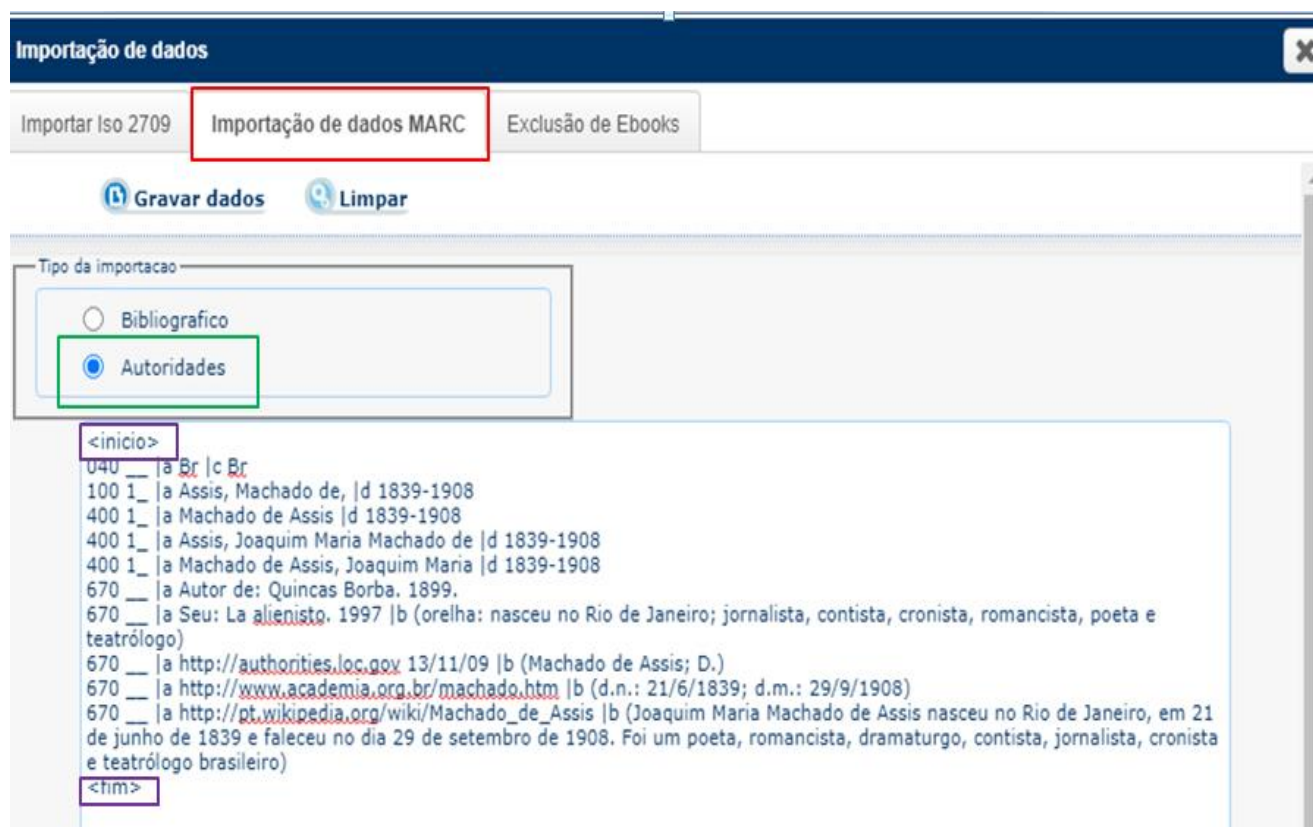 Importação de dados
Importar Iso 2709 Importação de dados MARC Exclusão de Ebooks
Gravar dados Limpar
Tipo da importacao
Bibliografico
Autoridades
<inicio>
040 __ |a Br |c Br
100 1_ |a Assis, Machado de, |d 1839-1908
400 1_ |a Machado de Assis |d 1839-1908
400 1_ |a Assis, Joaquim Maria Machado de |d 1839-1908
400 1_ |a Machado de Assis, Joaquim Maria |d 1839-1908
670 __ |a Autor de: Quincas Borba. 1899.
670 __ |a Seu: La alienisto. 1997 |b (orelha: nasceu no Rio de Janeiro; jornalista, contista, cronista, romancista, poeta e
teatrólogo)
670 __ |a http://authorities.loc.gov 13/11/09 |b (Machado de Assis; D.)
670 __ |a http://www.academia.org.br/machado.htm |b (d.n.: 21/6/1839; d.m.: 29/9/1908)
670 __ |a http://pt.wikipedia.org/wiki/Machado_de_Assis |b (Joaquim Maria Machado de Assis nasceu no Rio de Janeiro, em 21
de junho de 1839 e faleceu no dia 29 de setembro de 1908. Foi um poeta, romancista, dramaturgo, contista, jornalista, cronista
e teatrólogo brasileiro)
<fim>